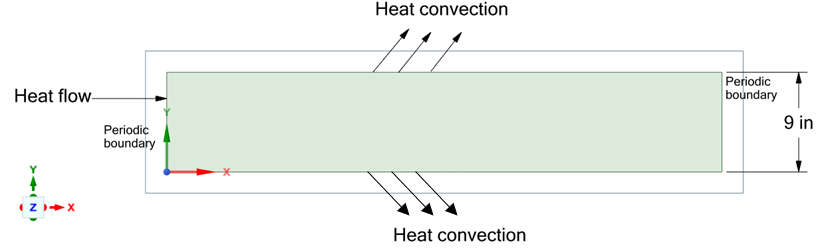 Heat convection
Heat flow
Y
Periodic
boundary
X
Periodic
boundary
9 in
Y
Z
X
Heat convection